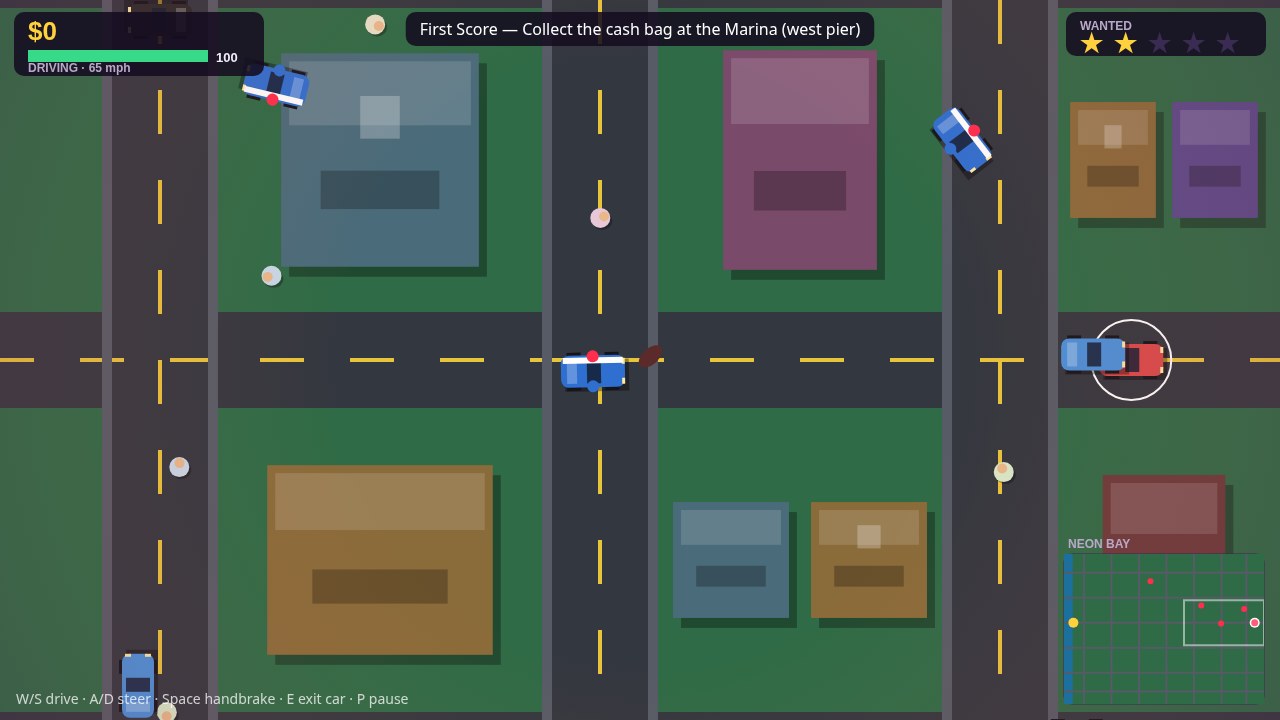 $0
First Score — Collect the cash bag at the Marina (west pier)
WANTED
100
DRIVING · 65 mph
NEON BAY
W/S drive · A/D steer · Space handbrake · E exit car · P pause